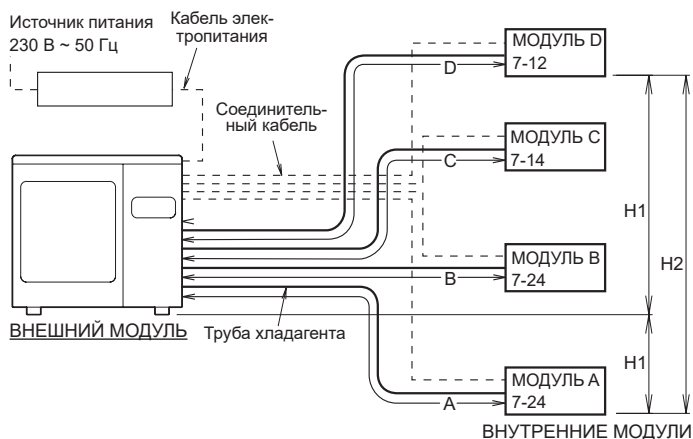 Источник питания
230 В ~ 50 Гц
Кабель элек-
тропитания
Соединитель-
ный кабель
МОДУЛЬ D
7-12
D
МОДУЛЬ C
7-14
C
МОДУЛЬ B
7-24
B
ВНЕШНИЙ МОДУЛЬ
Труба хладагента
МОДУЛЬ A
7-24
A
H1
H2
H1
ВНУТРЕННИЕ МОДУЛИ